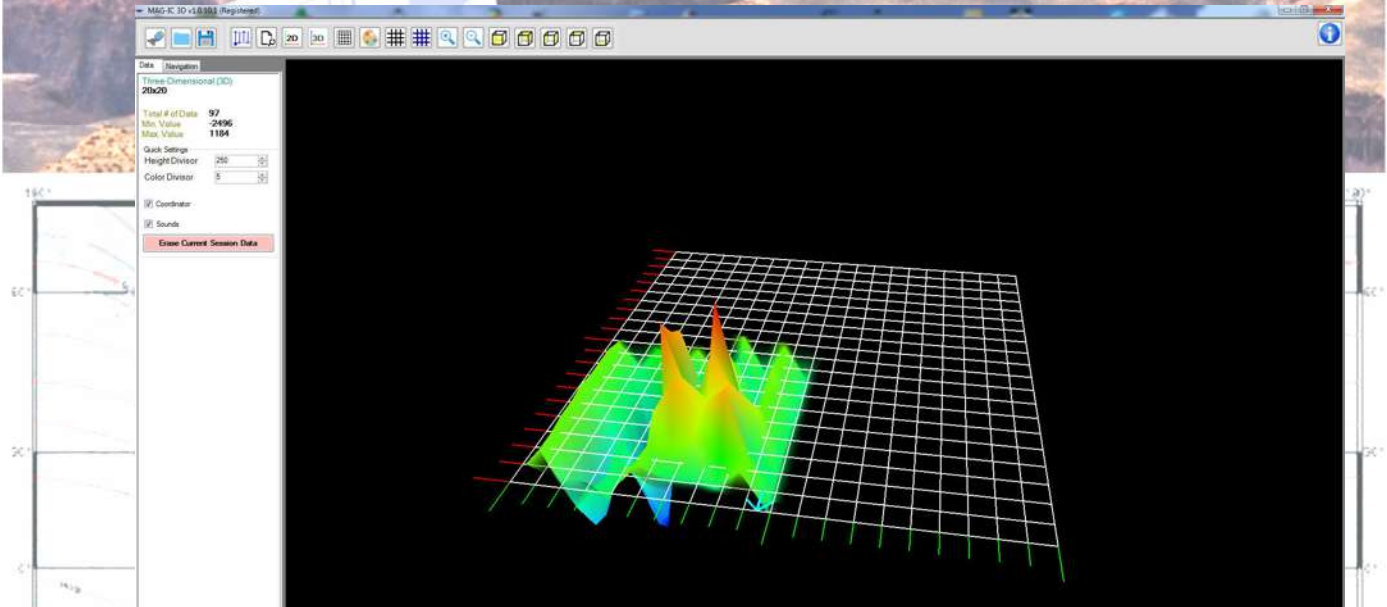 MAG-IC 3D v1.0.10.1 (Registered)
2D 3D
Data Navigation
Three-Dimensional (3D)
20x20
Total # of Data 97
Min. Value -2496
Max. Value 1184
Quick Settings
Height Divisor 250
Color Divisor 5
Coordinator
Sounds
Erase Current Session Data